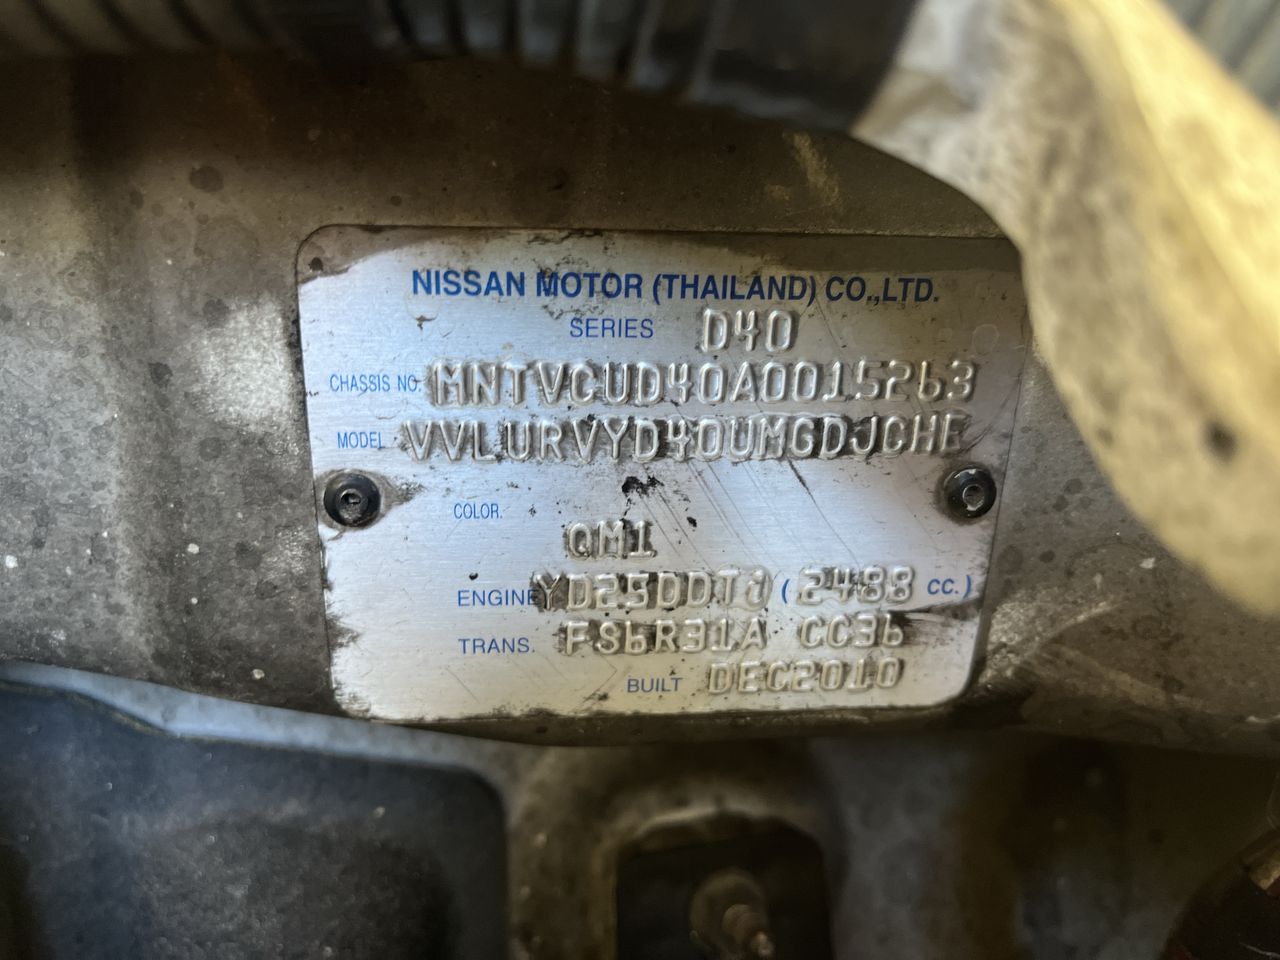 NISSAN MOTOR (THAILAND) CO.,LTD.
SERIES D40
CHASSIS NO. MNTVCUD40A0015263
MODEL VVLURVYD40UMGDJCHE
COLOR.
QM1
ENGINE YD25DDTJ (2488 CC.)
TRANS. FS6R31A CC36
BUILT DEC2010